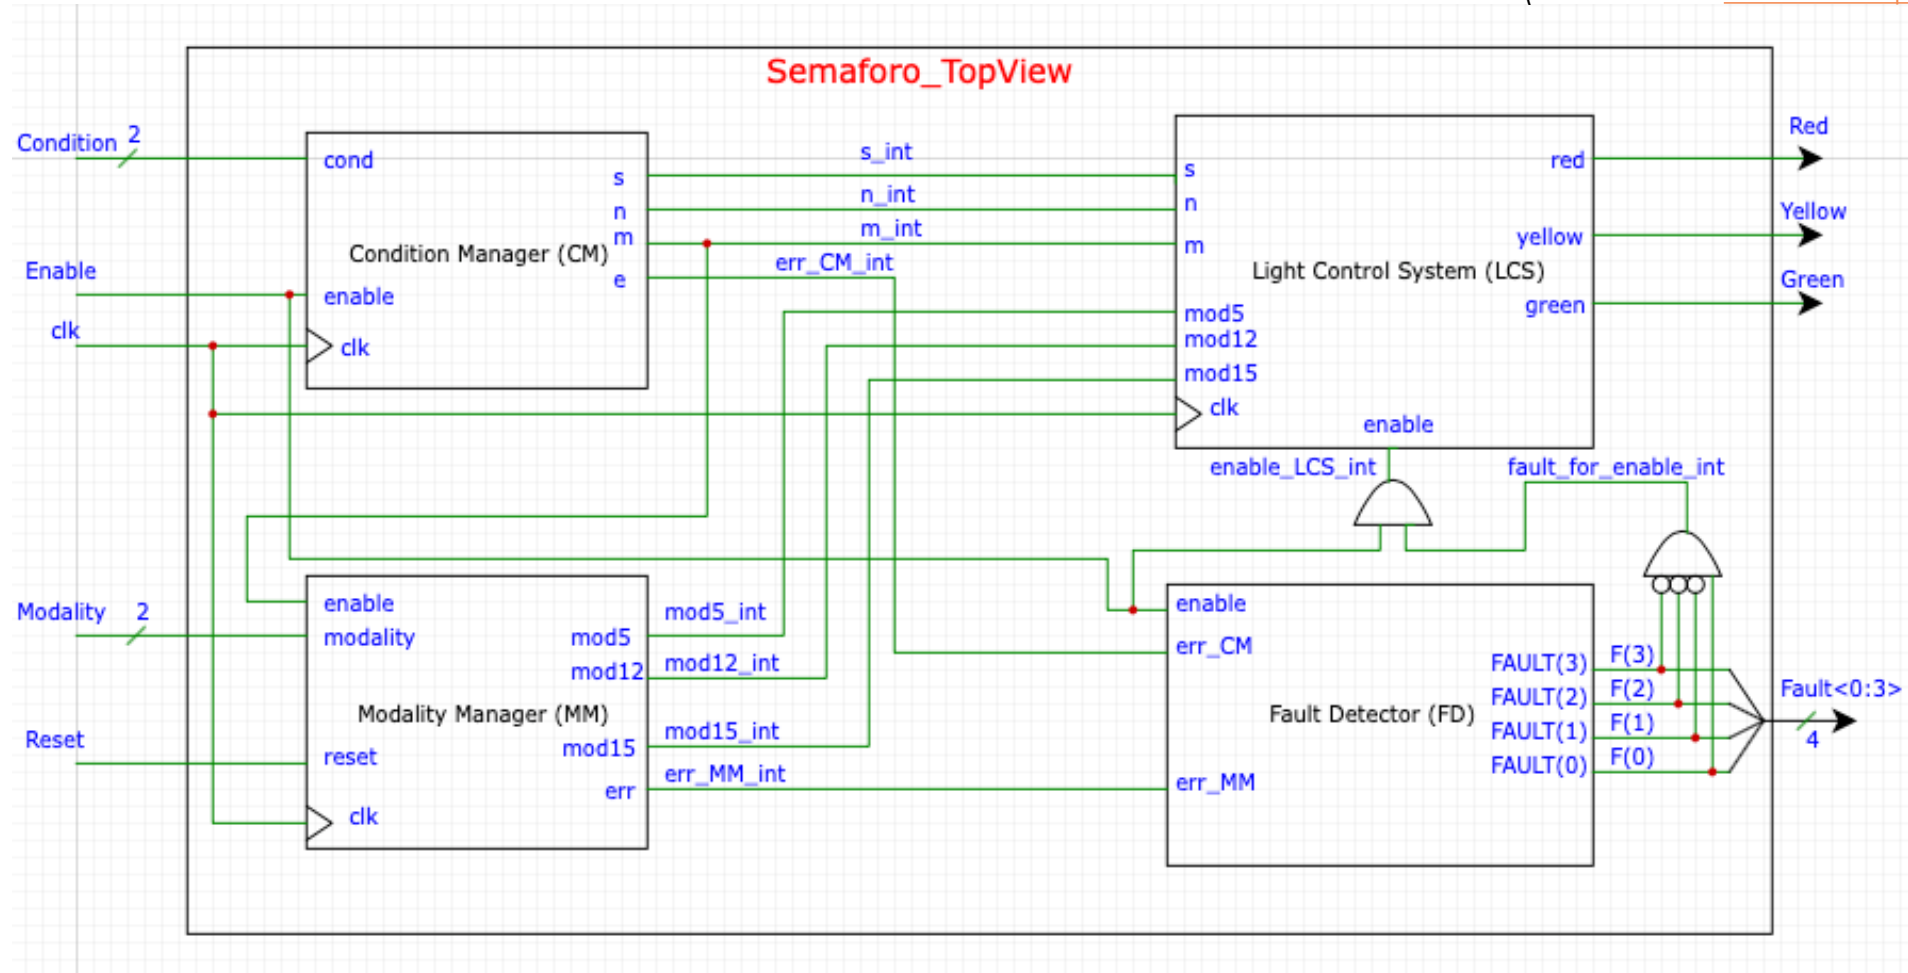 Semaforo_TopView
Condition
2
Enable
clk
Modality
2
Reset
cond
enable
clk
Condition Manager (CM)
s
n
m
e
s_int
n_int
m_int
err_CM_int
s
n
m
mod5
mod12
mod15
clk
enable
Light Control System (LCS)
red
yellow
green
Red
Yellow
Green
enable_LCS_int
fault_for_enable_int
enable
modality
reset
clk
Modality Manager (MM)
mod5
mod12
mod15
err
mod5_int
mod12_int
mod15_int
err_MM_int
enable
err_CM
err_MM
Fault Detector (FD)
FAULT(3)
FAULT(2)
FAULT(1)
FAULT(0)
F(3)
F(2)
F(1)
F(0)
Fault<0:3>
4